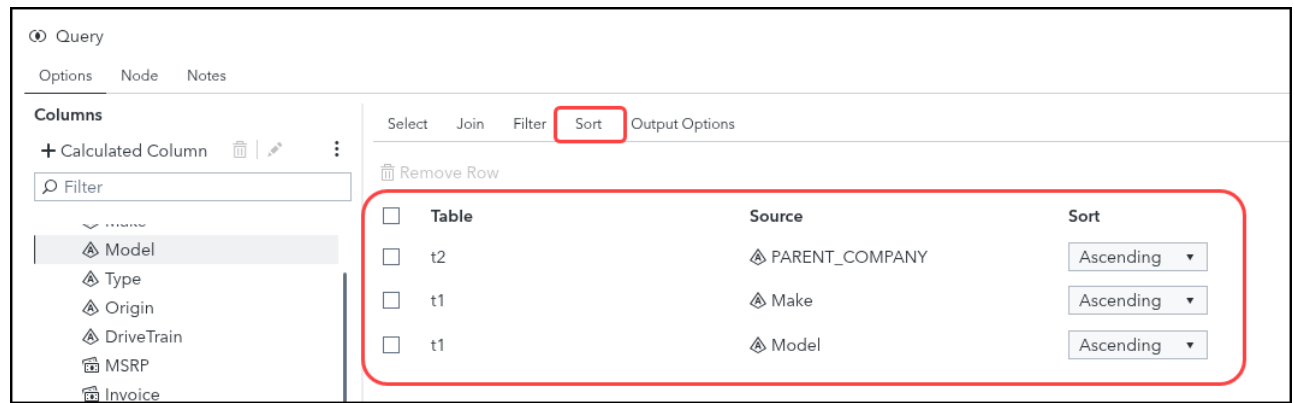 Query
Options Node Notes
Columns
+ Calculated Column
Filter
Model
Type
Origin
DriveTrain
MSRP
Invoice
Select Join Filter Sort Output Options
Remove Row
Table Source Sort
t2 PARENT_COMPANY Ascending
t1 Make Ascending
t1 Model Ascending